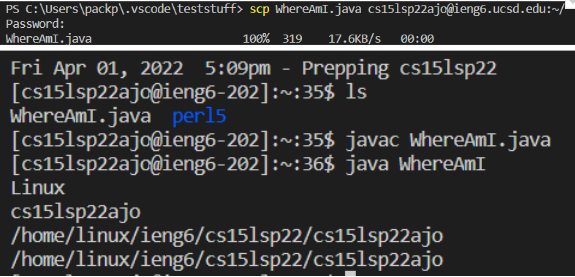 PS C:\Users\packp\.vscode\teststuff> scp WhereAmI.java cs15lsp22ajo@ieng6.ucsd.edu:~/
Password:
WhereAmI.java 100% 319 17.6KB/s 00:00
Fri Apr 01, 2022 5:09pm - Prepping cs15lsp22
[cs15lsp22ajo@ieng6-202]:~:35$ ls
WhereAmI.java perl5
[cs15lsp22ajo@ieng6-202]:~:35$ javac WhereAmI.java
[cs15lsp22ajo@ieng6-202]:~:36$ java WhereAmI
Linux
cs15lsp22ajo
/home/linux/ieng6/cs15lsp22/cs15lsp22ajo
/home/linux/ieng6/cs15lsp22/cs15lsp22ajo